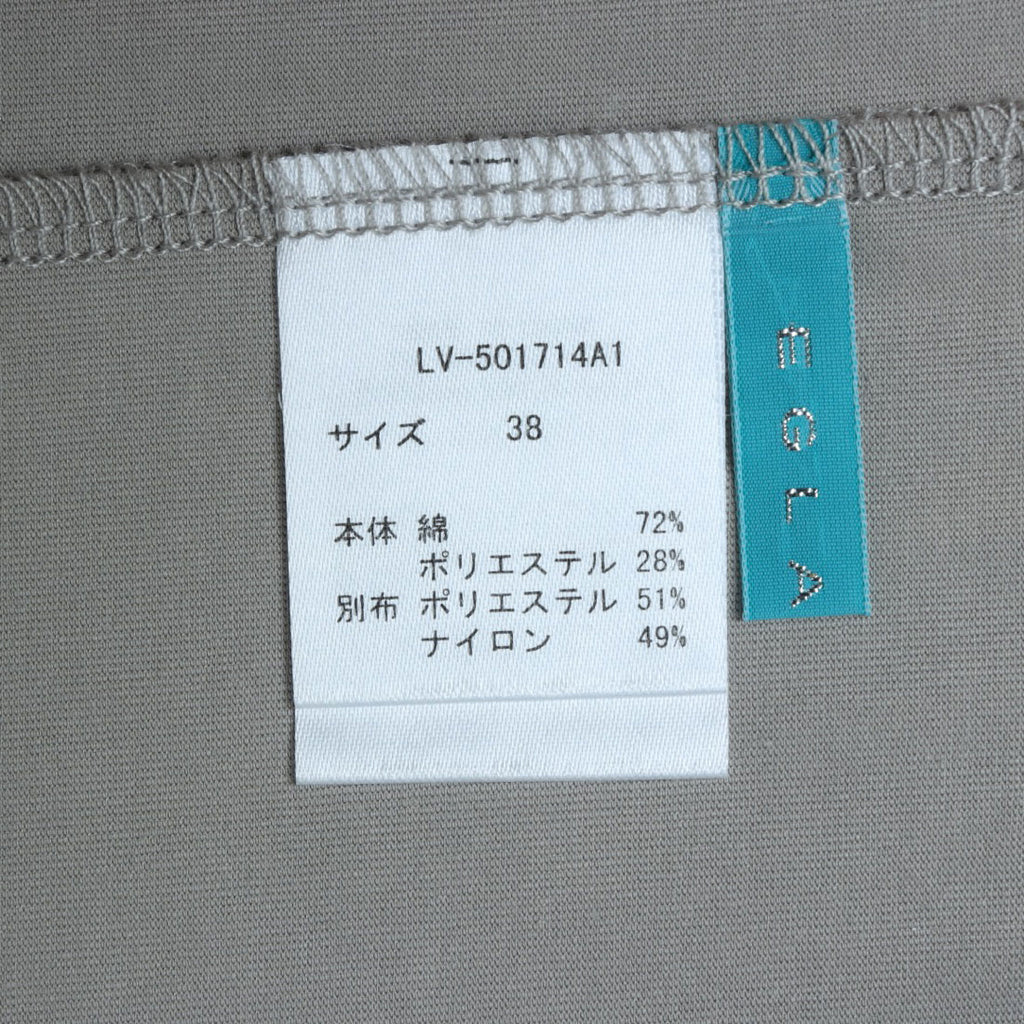 LV-501714A1
サイズ 38
本体 綿 72%
ポリエステル 28%
別布 ポリエステル 51%
ナイロン 49%
EGLA